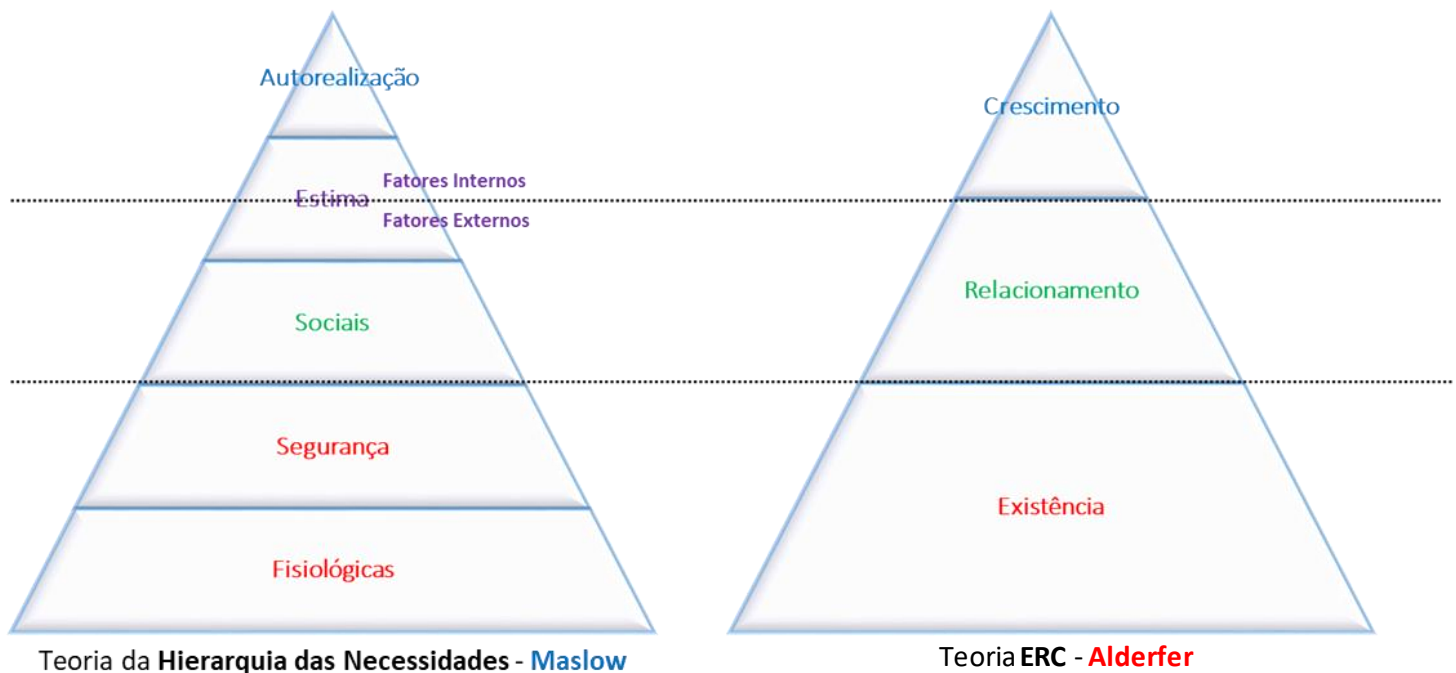 Autorealização
Estima
Fatores Internos
Fatores Externos
Sociais
Segurança
Fisiológicas
Teoria da Hierarquia das Necessidades - Maslow
Crescimento
Relacionamento
Existência
Teoria ERC - Alderfer